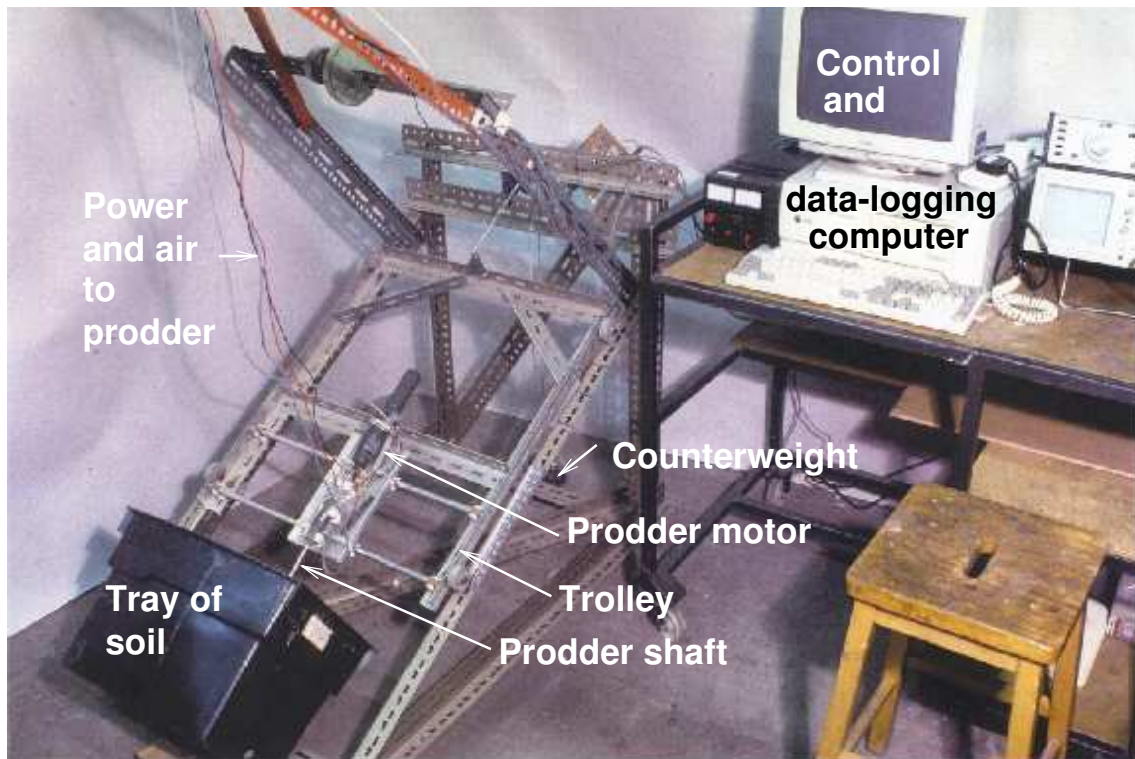 Control
and
data-logging
computer
Power
and air
to
prodder
Counterweight
Prodder motor
Trolley
Prodder shaft
Tray of
soil